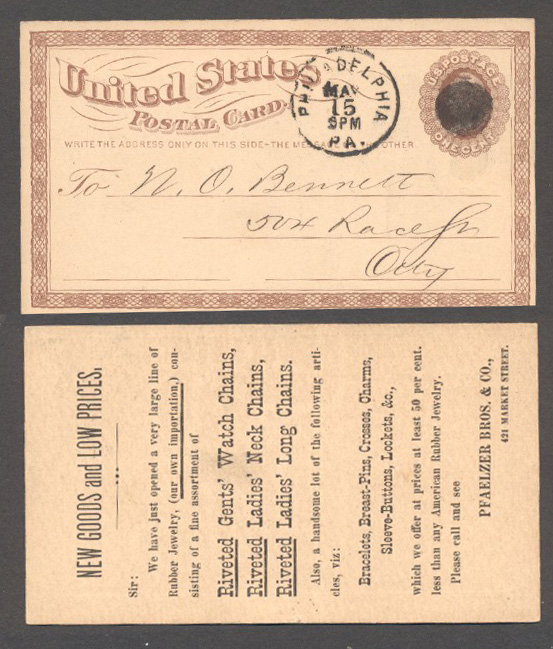 United States
POSTAL CARD.
WRITE THE ADDRESS ONLY ON THIS SIDE-THE MESSAGE ON THE OTHER
PHILADELPHIA
MAY
15
3PM
PA.
U.S. POSTAGE
ONE CENT
To N. O. Bennett
504 Race St
City
NEW GOODS and LOW PRICES.
Sir:
We have just opened a very large line of
Rubber Jewelry, (our own importation,) con-
sisting of a fine assortment of
Riveted Gents' Watch Chains,
Riveted Ladies' Neck Chains,
Riveted Ladies' Long Chains.
Also, a handsome lot of the following arti-
cles, viz:
Bracelets, Breast-Pins, Crosses, Charms,
Sleeve-Buttons, Lockets, &c.,
which we offer at prices at least 50 per cent.
less than any American Rubber Jewelry.
Please call and see
PFAELZER BROS. & CO.,
421 MARKET STREET.